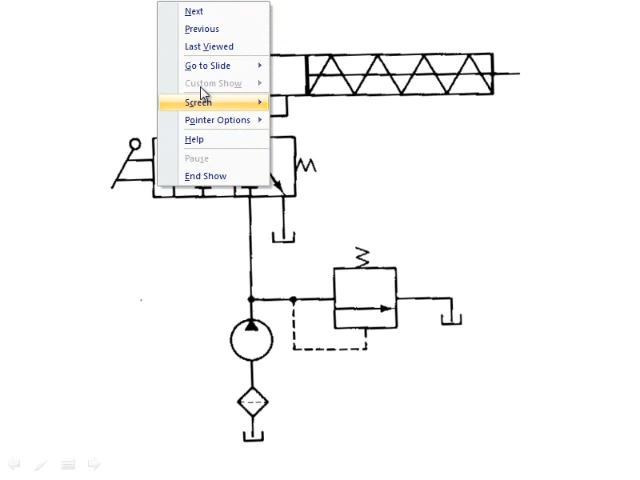 Next
Previous
Last Viewed
Go to Slide
Custom Show
Screen
Pointer Options
Help
Pause
End Show